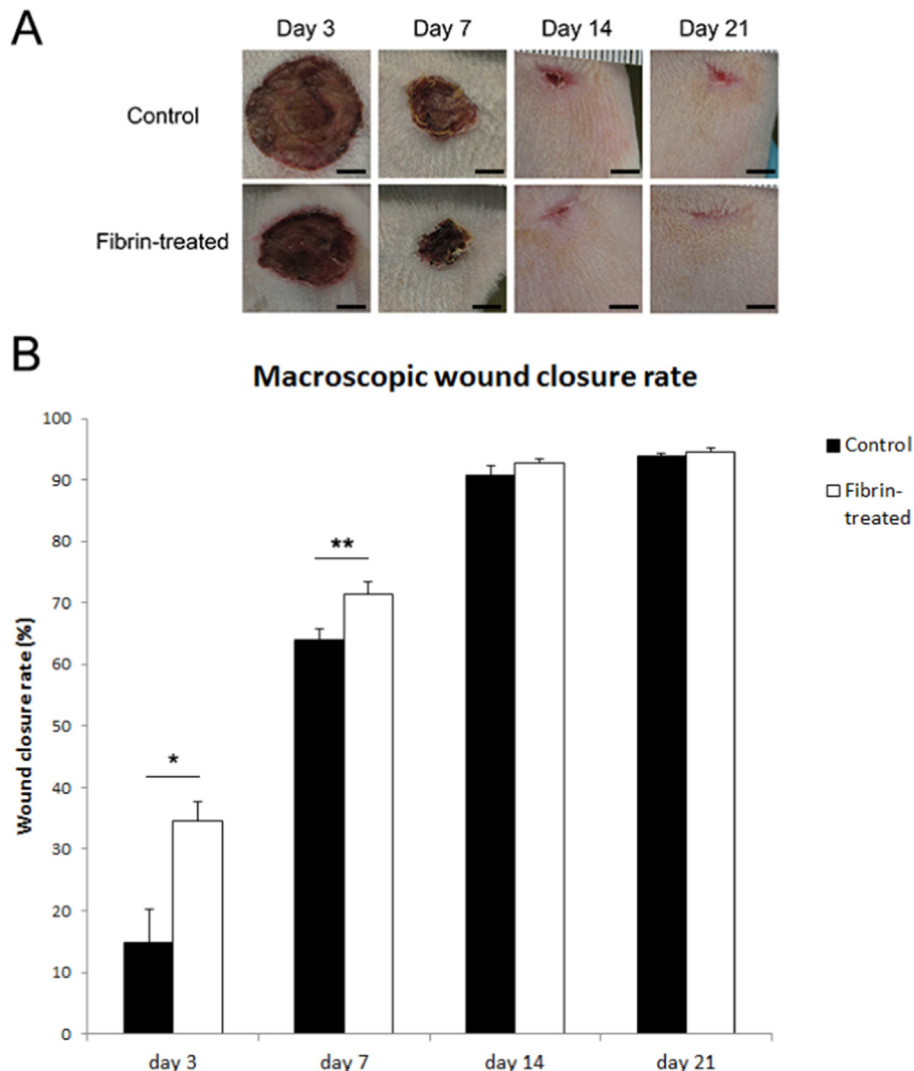 A
Day 3 Day 7 Day 14 Day 21
Control
Fibrin-treated
B
Macroscopic wound closure rate
Wound closure rate (%)
100
90
80
70
60
50
40
30
20
10
0
*
**
day 3 day 7 day 14 day 21
Control
Fibrin-
treated